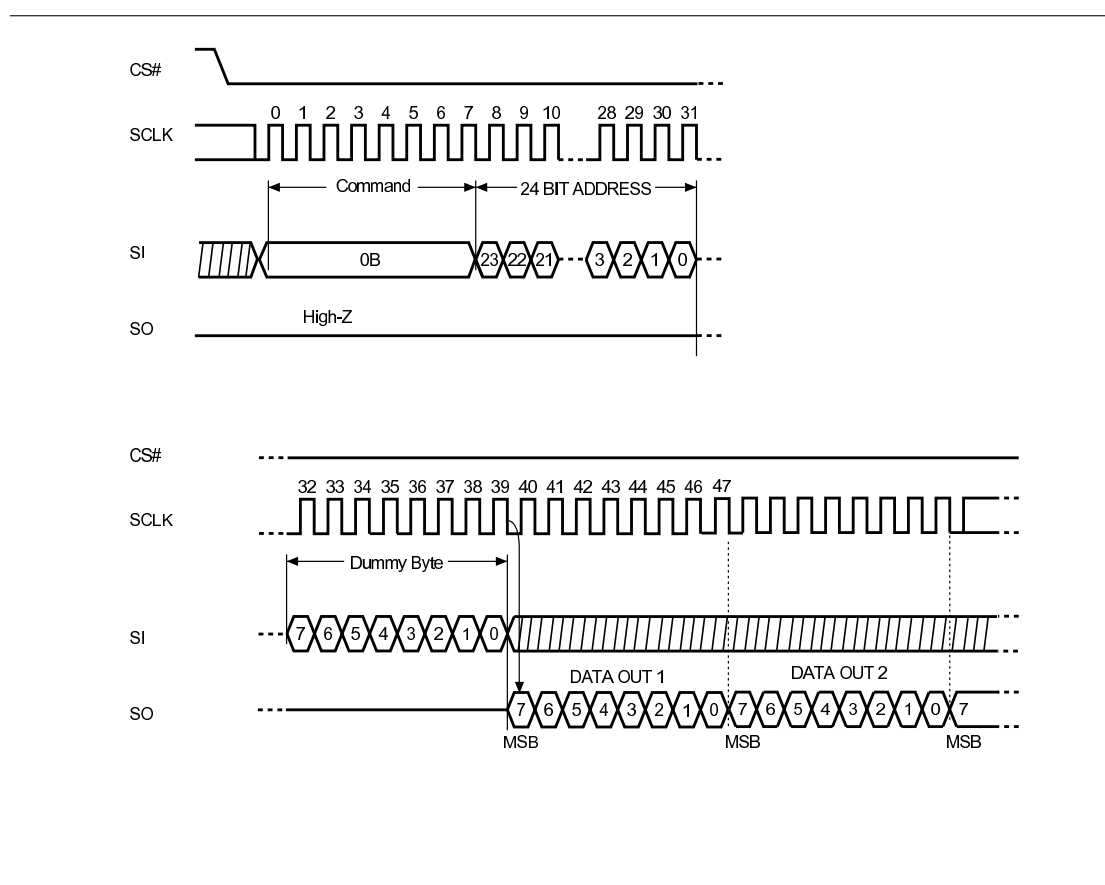 CS#
0 1 2 3 4 5 6 7 8 9 10 28 29 30 31
SCLK
Command 24 BIT ADDRESS
SI 0B 23 22 21 3 2 1 0
High-Z
SO
CS#
32 33 34 35 36 37 38 39 40 41 42 43 44 45 46 47
SCLK
Dummy Byte
SI 7 6 5 4 3 2 1 0
DATA OUT 1 DATA OUT 2
SO 7 6 5 4 3 2 1 0 7 6 5 4 3 2 1 0 7
MSB MSB MSB